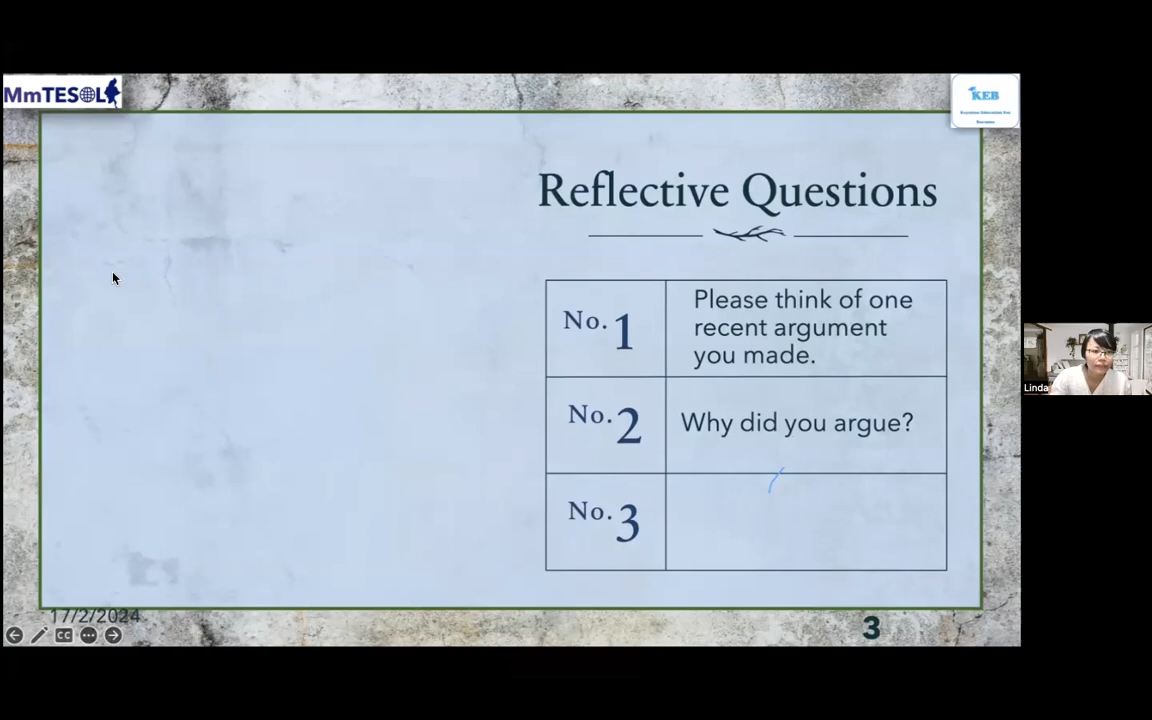 MmTESOL
KEB
Reflective Questions
No. 1
Please think of one
recent argument
you made.
No. 2
Why did you argue?
No. 3
Linda
17/2/2024
CC
3